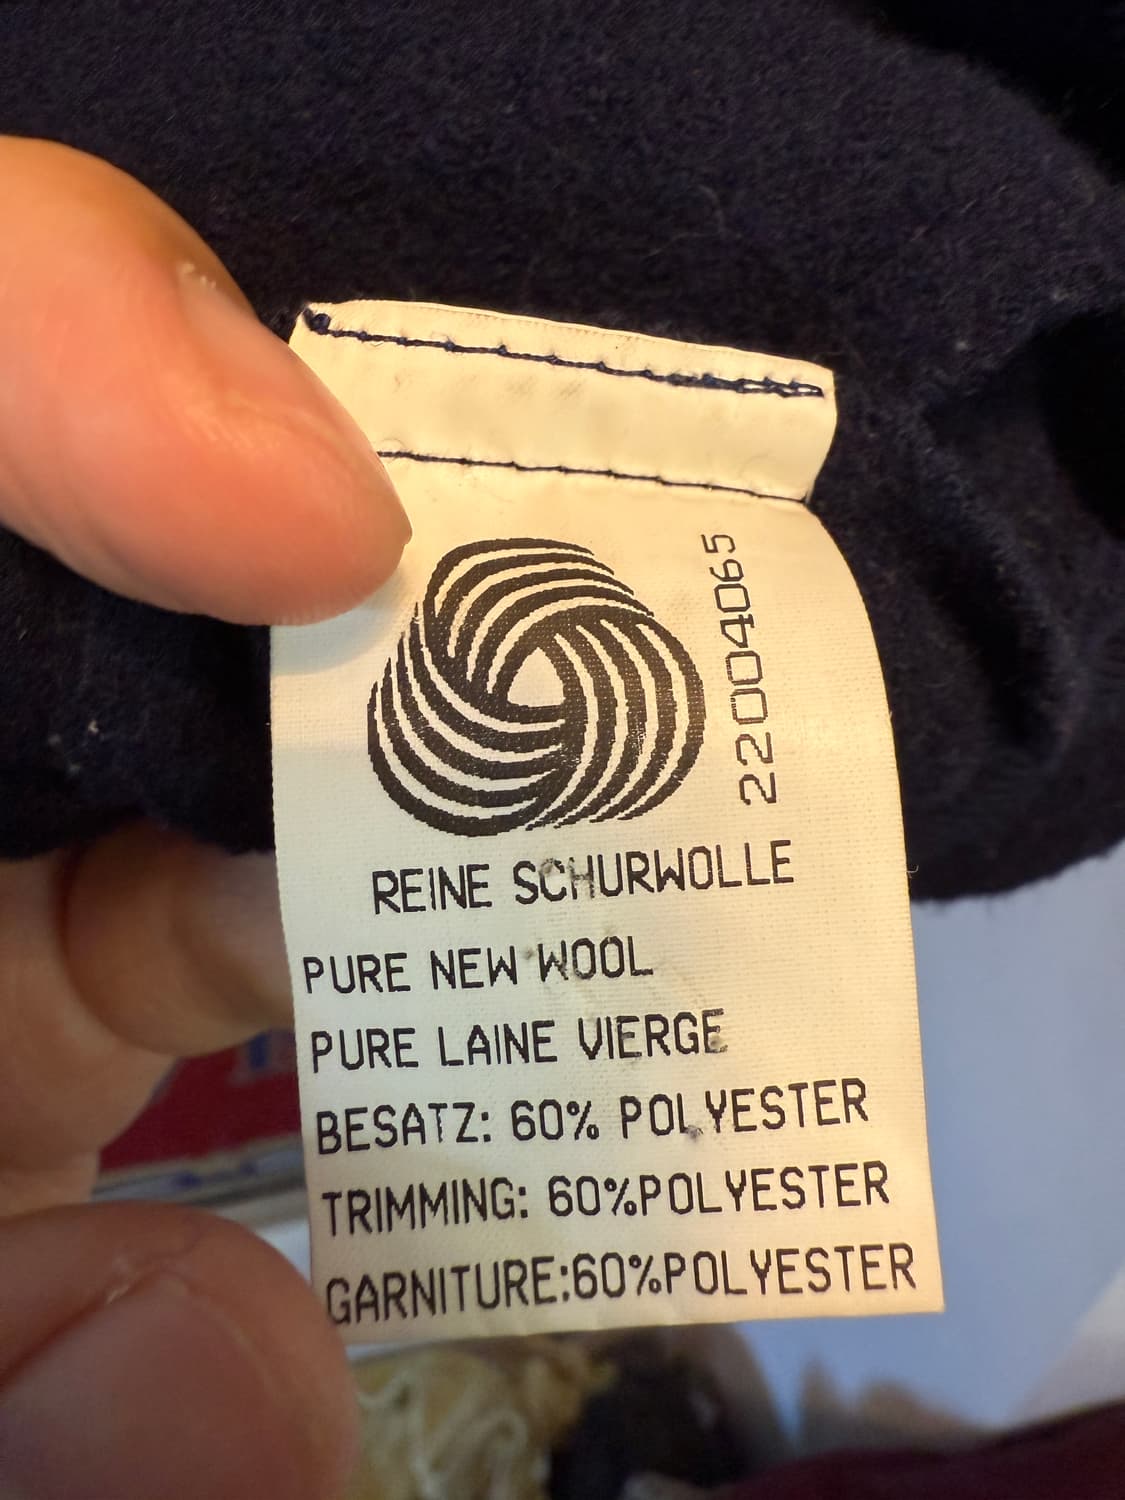 22004065
REINE SCHURWOLLE
PURE NEW WOOL
PURE LAINE VIERGE
BESATZ: 60% POLYESTER
TRIMMING: 60%POLYESTER
GARNITURE:60%POLYESTER